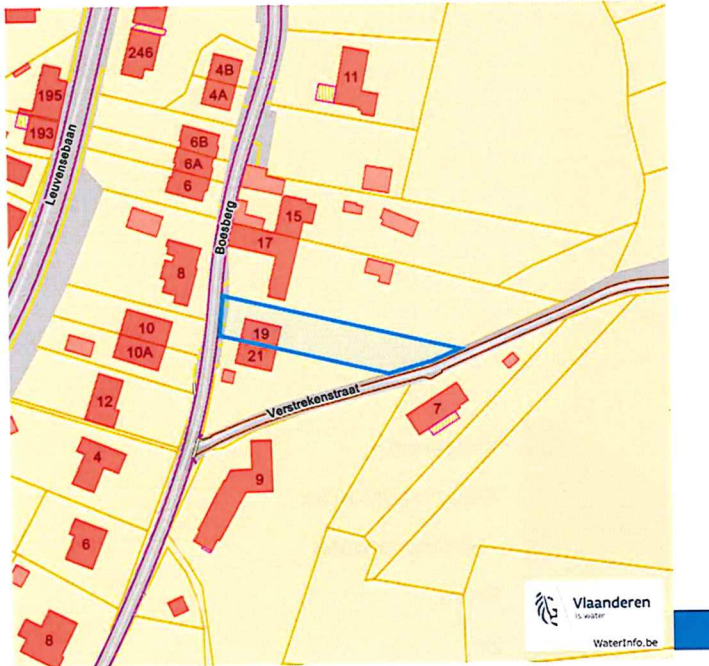 246
4B
4A
11
195
193
Leuvensebaan
6B
6A
6
15
17
Boesberg
8
10
10A
19
21
12
Verstrekenstraat
7
4
9
6
8
Vlaanderen
is water
WaterInfo.be